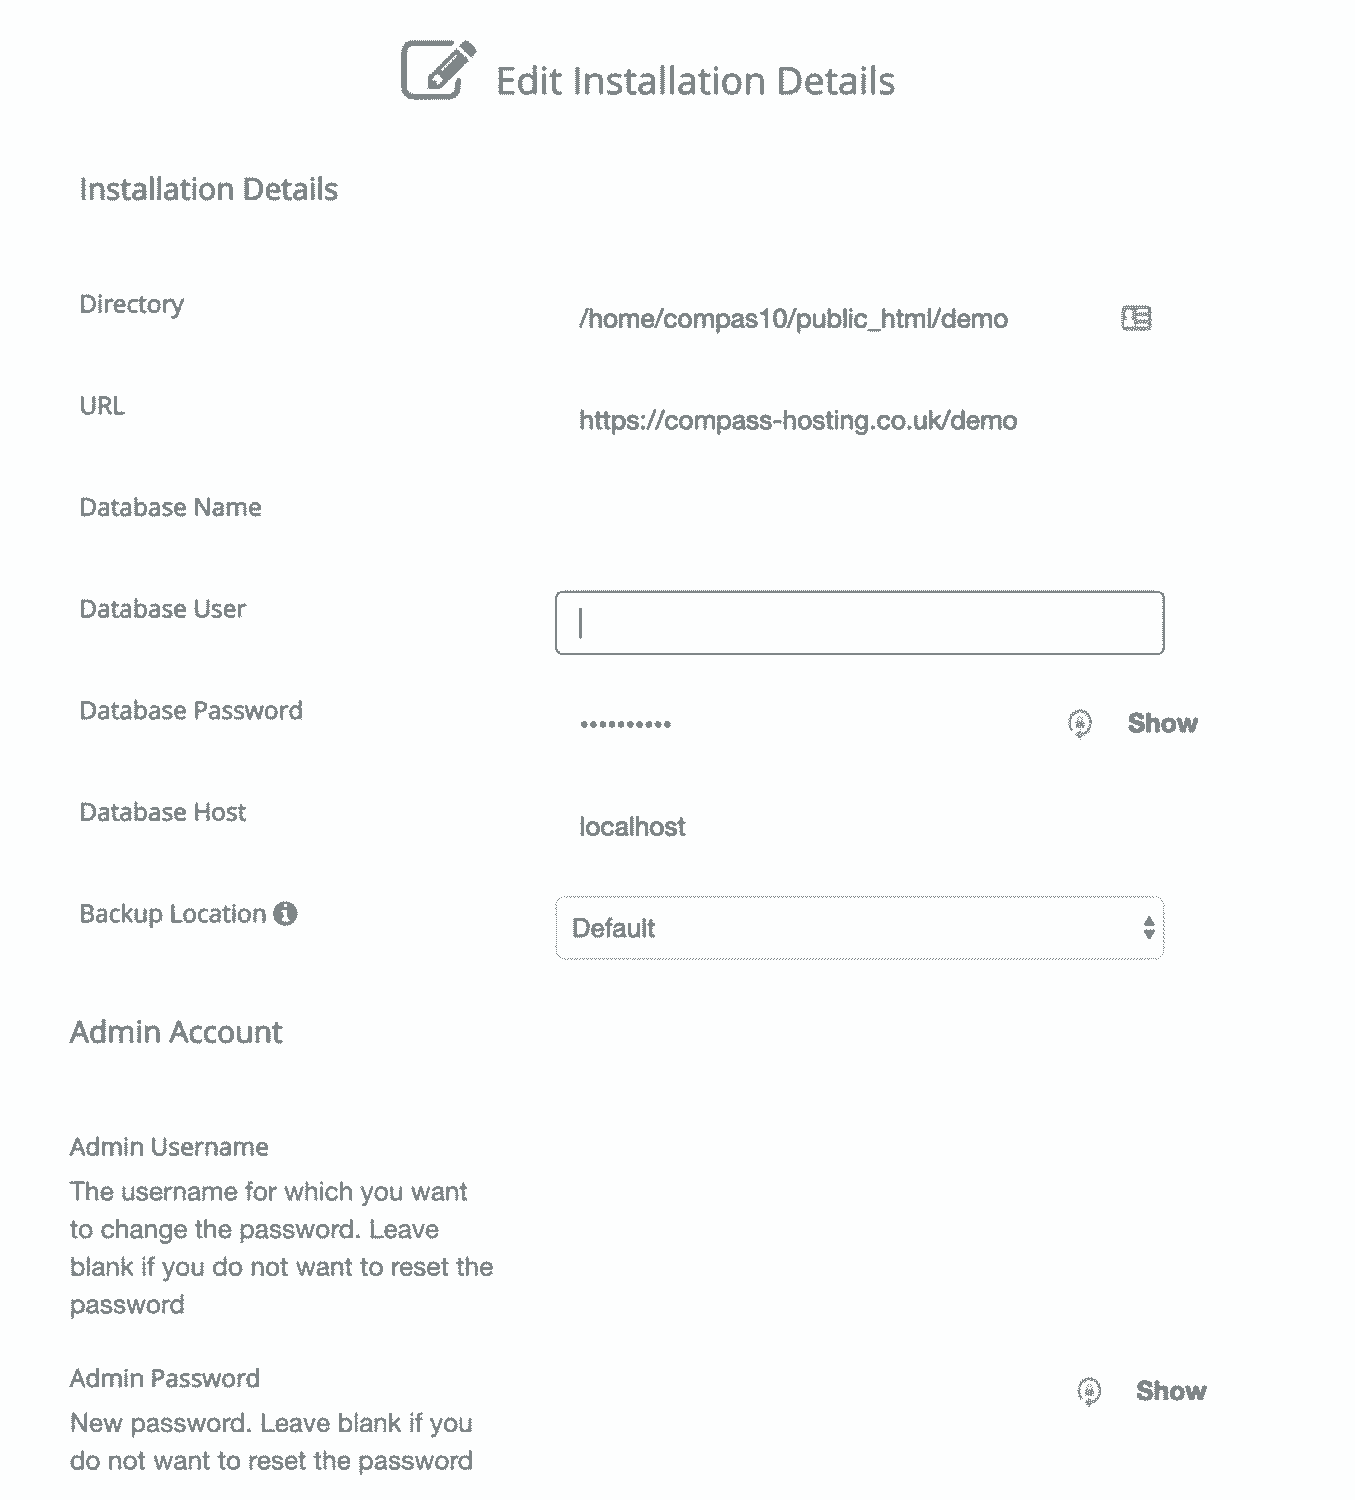 Edit Installation Details
Installation Details
Directory
/home/compas10/public_html/demo
URL
https://compass-hosting.co.uk/demo
Database Name
Database User
Database Password
••••••••••
Show
Database Host
localhost
Backup Location
Default
Admin Account
Admin Username
The username for which you want
to change the password. Leave
blank if you do not want to reset the
password
Admin Password
Show
New password. Leave blank if you
do not want to reset the password